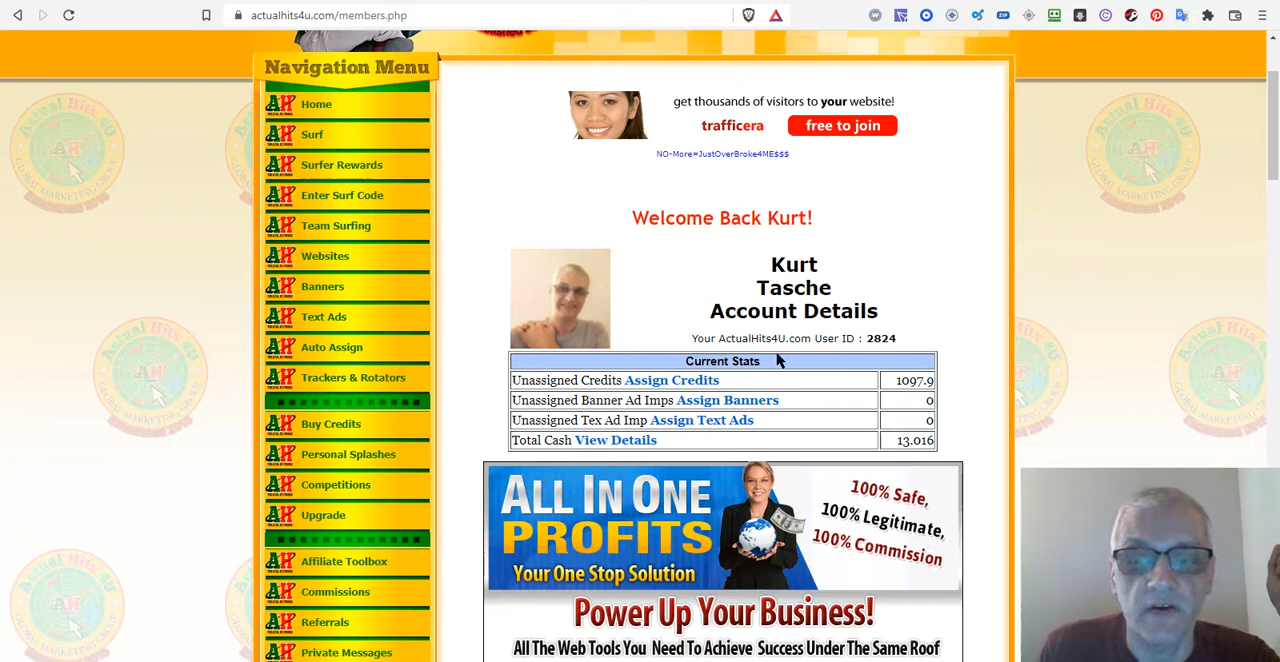 actualhits4u.com/members.php
Navigation Menu
Home
Surf
Surfer Rewards
Enter Surf Code
Team Surfing
Websites
Banners
Text Ads
Auto Assign
Trackers & Rotators
Buy Credits
Personal Splashes
Competitions
Upgrade
Affiliate Toolbox
Commissions
Referrals
Private Messages
get thousands of visitors to your website!
trafficera free to join
NO-More=JustOverBroke4ME$$$
Welcome Back Kurt!
Kurt
Tasche
Account Details
Your ActualHits4U.com User ID : 2824
Current Stats
Unassigned Credits Assign Credits 1097.9
Unassigned Banner Ad Imps Assign Banners 0
Unassigned Tex Ad Imp Assign Text Ads 0
Total Cash View Details 13.016
ALL IN ONE
PROFITS
Your One Stop Solution
100% Safe,
100% Legitimate,
100% Commission
Power Up Your Business!
All The Web Tools You Need To Achieve Success Under The Same Roof